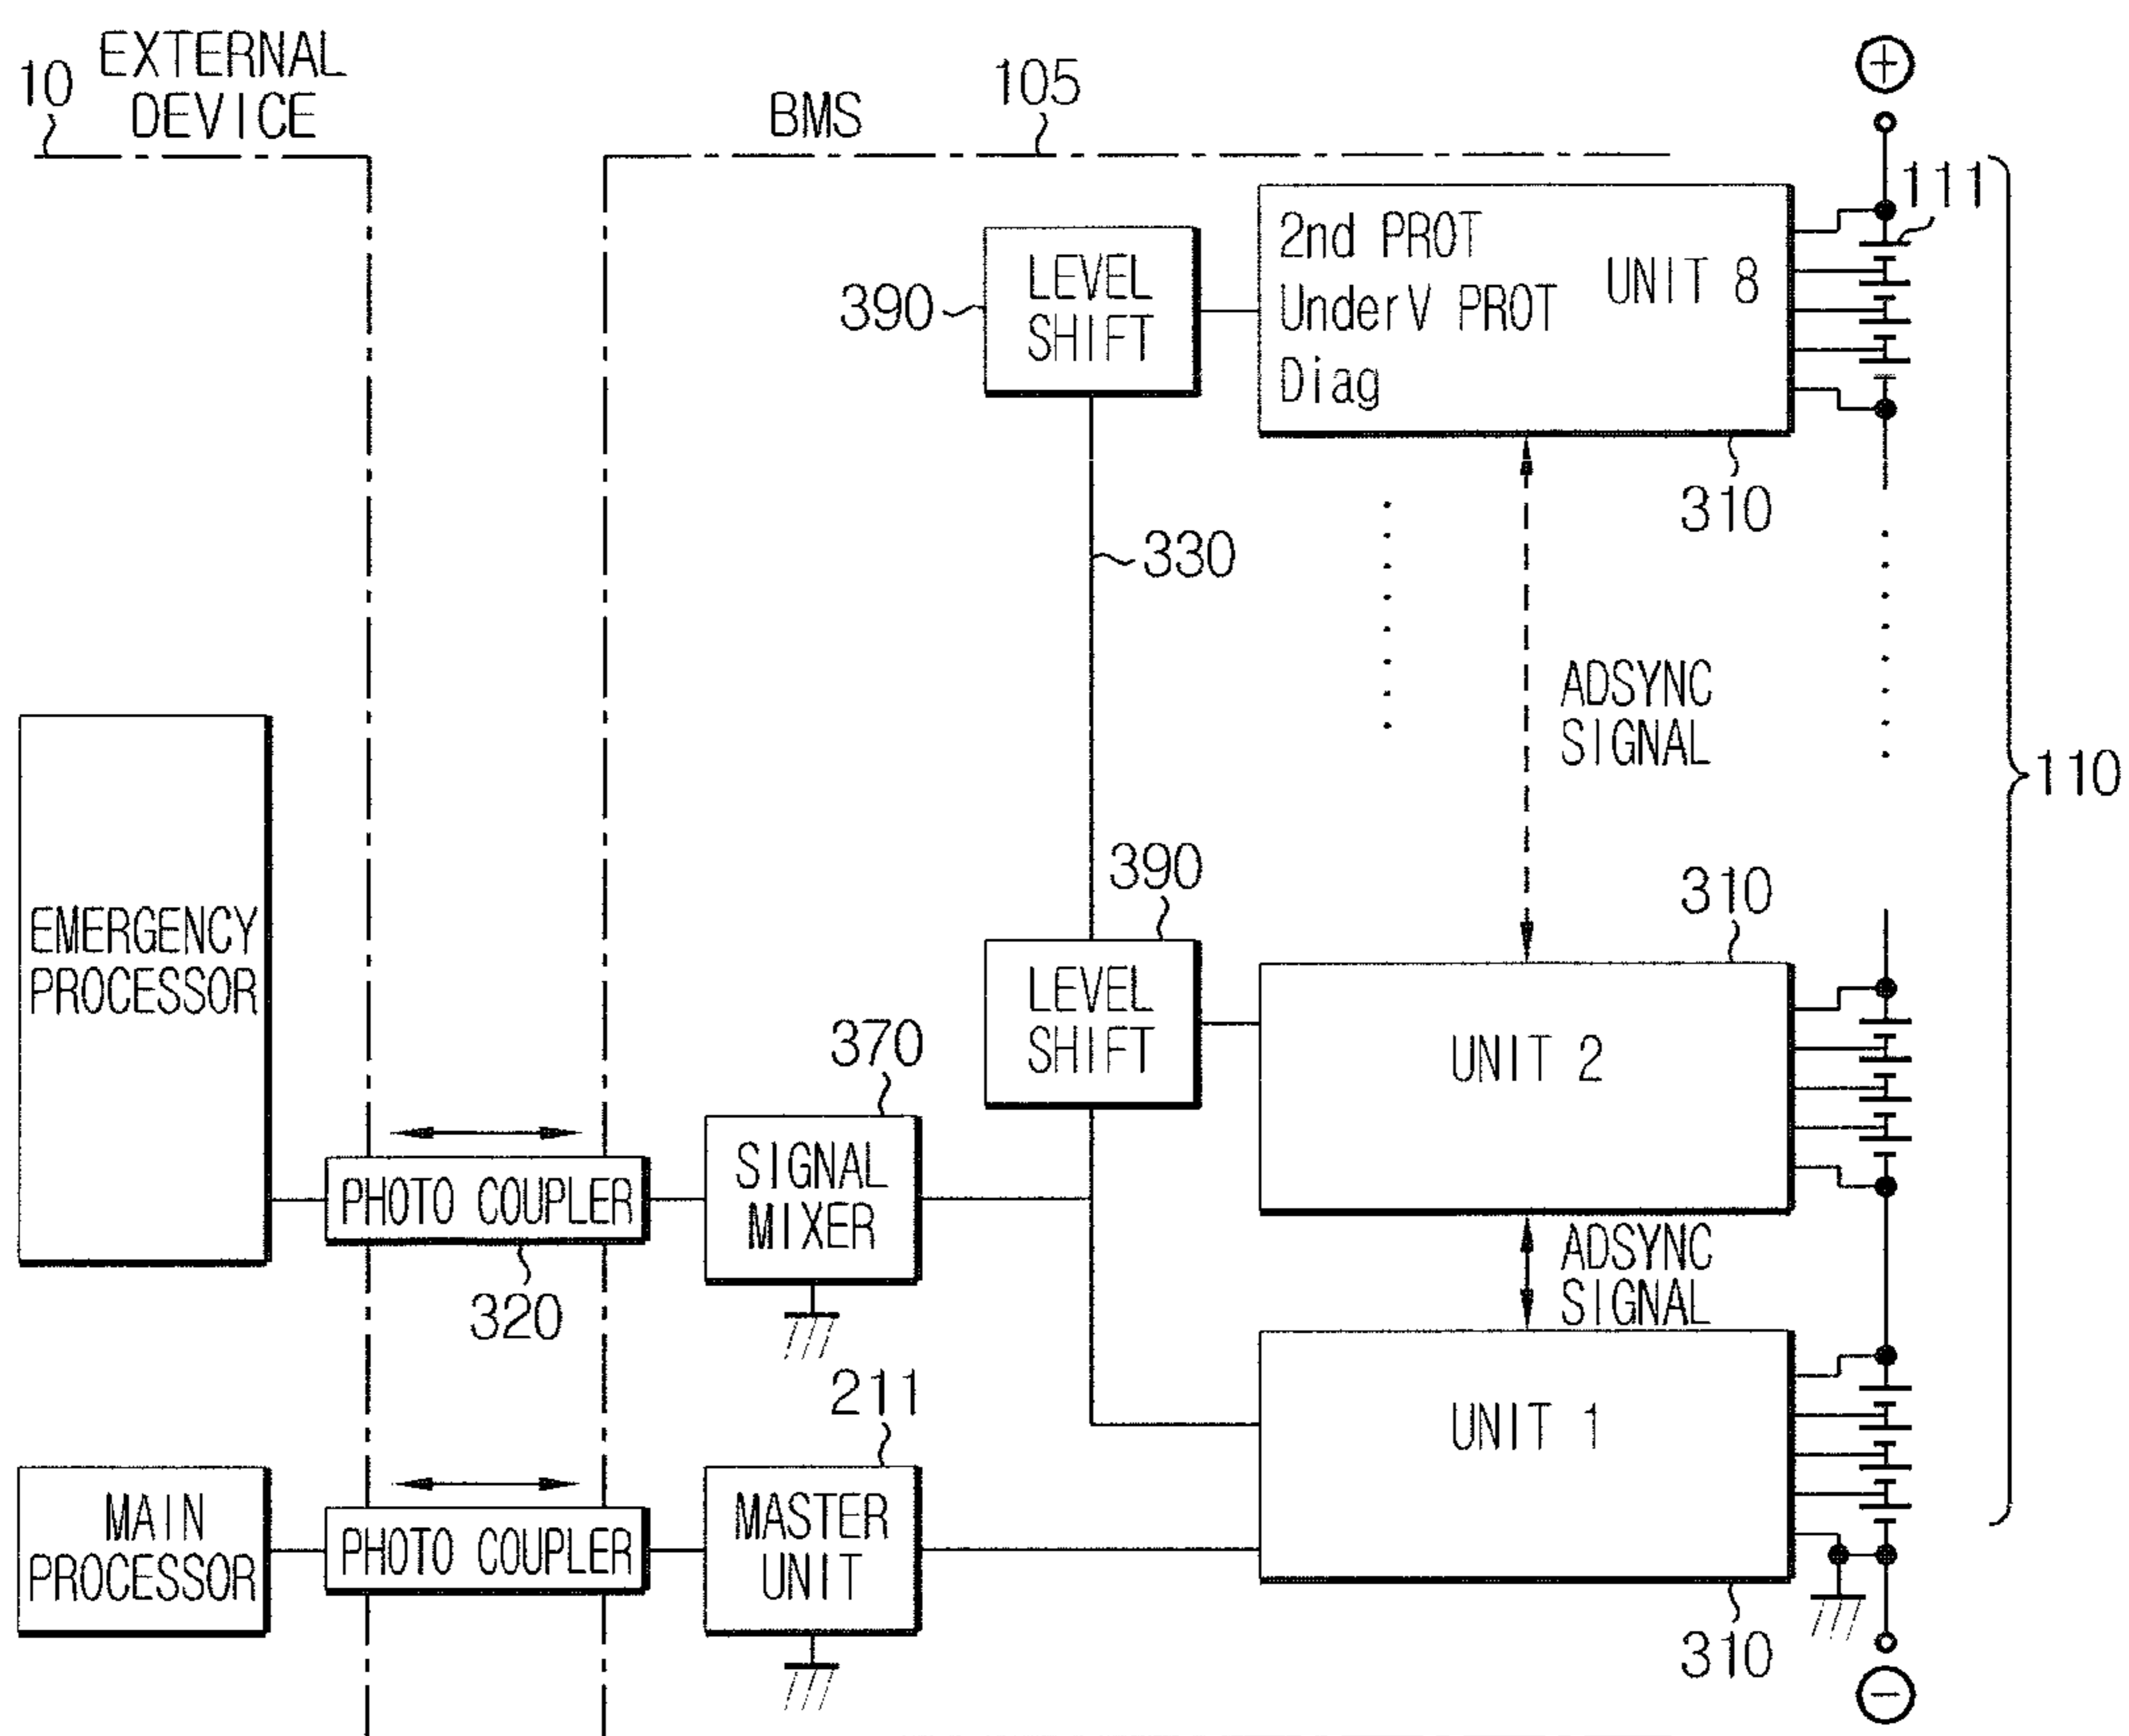 10
EXTERNAL
DEVICE
BMS
105
+
111
2nd PROT
UnderV PROT
Diag
UNIT 8
LEVEL
SHIFT
390
310
330
ADSYNC
SIGNAL
110
390
310
EMERGENCY
PROCESSOR
LEVEL
SHIFT
UNIT 2
370
SIGNAL
MIXER
PHOTO COUPLER
320
ADSYNC
SIGNAL
211
UNIT 1
MAIN
PROCESSOR
PHOTO COUPLER
MASTER
UNIT
310
−